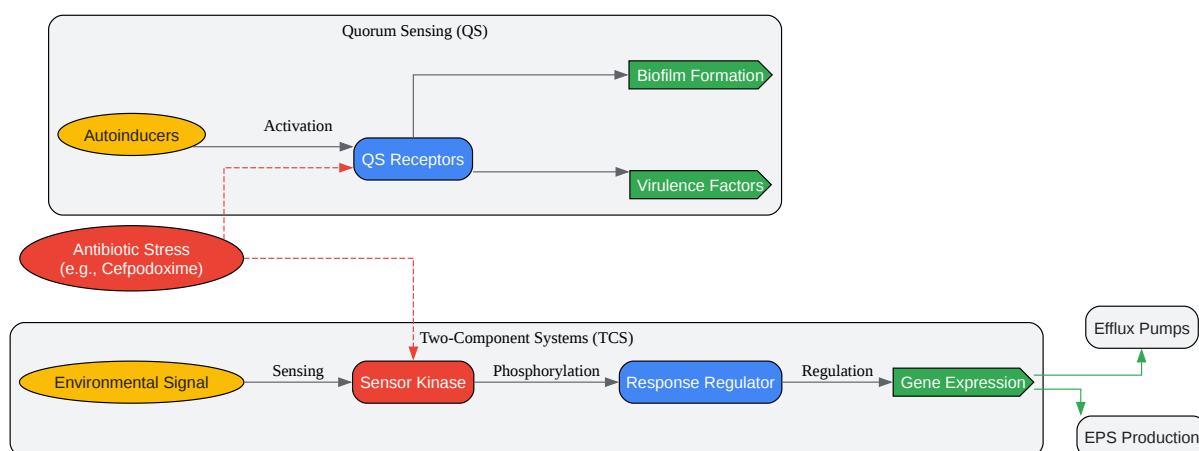 Quorum Sensing (QS)
Biofilm Formation
Activation
Autoinducers
QS Receptors
Virulence Factors
Antibiotic Stress
(e.g., Cefpodoxime)
Two-Component Systems (TCS)
Efflux Pumps
Environmental Signal
Sensing
Sensor Kinase
Phosphorylation
Response Regulator
Regulation
Gene Expression
EPS Production